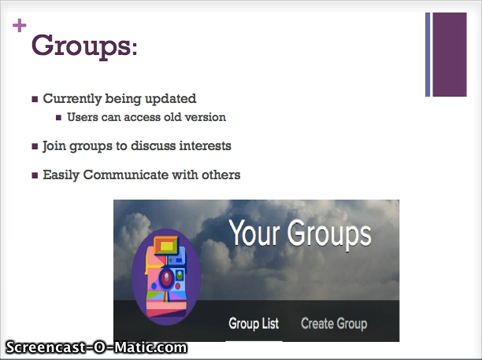 +
Groups:
Currently being updated
Users can access old version
Join groups to discuss interests
Easily Communicate with others
Your Groups
Group List Create Group
Screencast-O-Matic.com